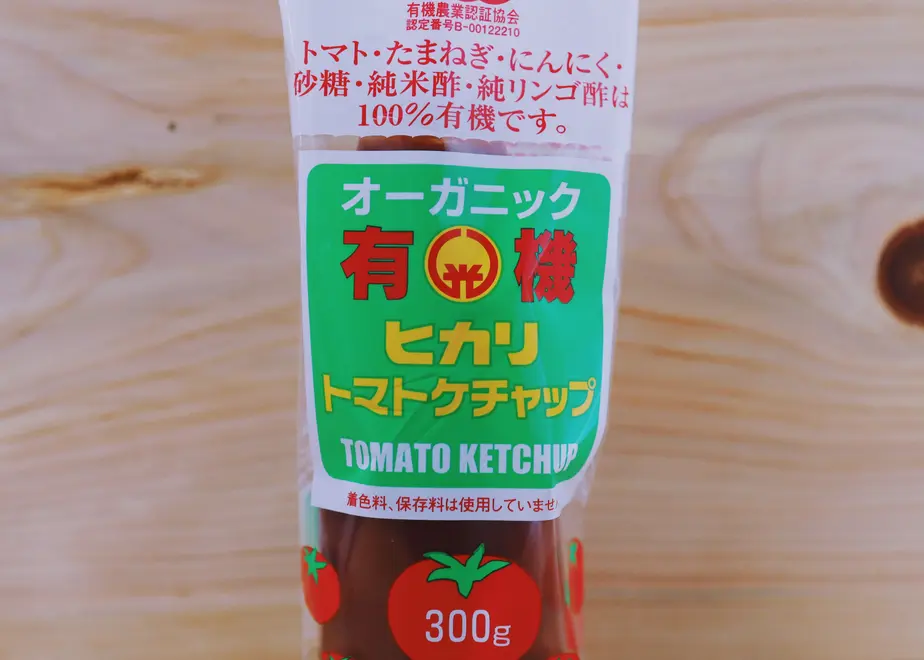 有機農業認証協会
認定番号B-00122210
トマト・たまねぎ・にんにく・
砂糖・純米酢・純リンゴ酢は
100%有機です。
オーガニック
有光機
ヒカリ
トマトケチャップ
TOMATO KETCHUP
着色料、保存料は使用していませ
300g